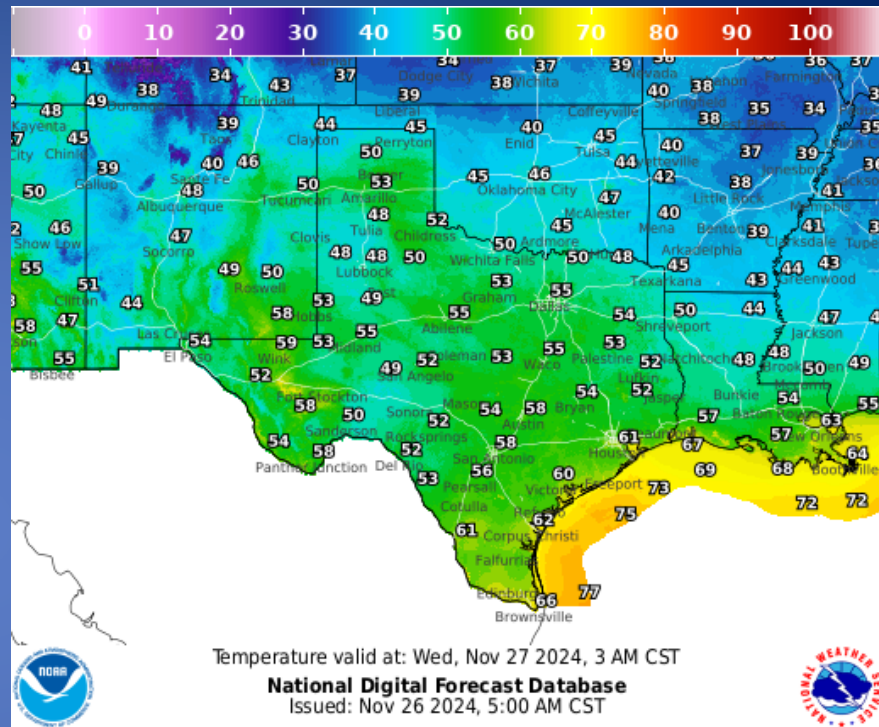 0 10 20 30 40 50 60 70 80 90 100
41 34 37 39 38 36 37
38 34 43 37 Dodge City Wichita Nevada Farmington
Durango Trinidad 39 38 40 38
49 Liberal Coffeyville Springfield 35 34
48 Kayenta 39 44 45 40 38
Taos Clayton Perryton Enid 45 35
45 Chinle 50 Tulsa 40 37 39
City 39 40 46 44 Jonesboro
Gallup Santa Fe 50 53 45 46 42 38
50 48 Tucumcari Amarillo Oklahoma City 47 Little Rock 41
Albuquerque 48 52 McAlester 40 Memphis
46 47 Clovis Tulia Childress 45 Mena Benton 39 41
Show Low Socorro 50 Ardmore Arkadelphia Clarksdale
55 49 50 48 48 50 Wichita Falls 50 48 45 44 43
51 Roswell Lubbock 53 Texarkana 43 Greenwood
Clifton 44 53 49 Graham 55
58 Hobbs 55 Dallas 54 50 44 47
58 47 Las Cruces Abilene Shreveport Jackson
54 59 53 55 55 53 48
55 El Paso Wink Midland 52 53 Waco Palestine 52 48 49
Bisbee 52 49 San Angelo Lufkin 50
Fort Stockton 54 52 Jasper Bunkie 54 55
58 50 Sonora Mason 54 58 Bryan Baton Rouge
Sanderson 52 Austin 57 63
54 Rocksprings 58 61 67 57 New Orleans
58 52 San Antonio Houston 64
Panther Junction Del Rio 56 60 69 68 Boothville
53 Pearsall Victoria Freeport 73
Cotulla 62 75 72 72
61 Corpus Christi
Falfurrias
Edinburg 66 77
Brownsville
Temperature valid at: Wed, Nov 27 2024, 3 AM CST
National Digital Forecast Database
Issued: Nov 26 2024, 5:00 AM CST
NOAA
NATIONAL WEATHER SERVICE